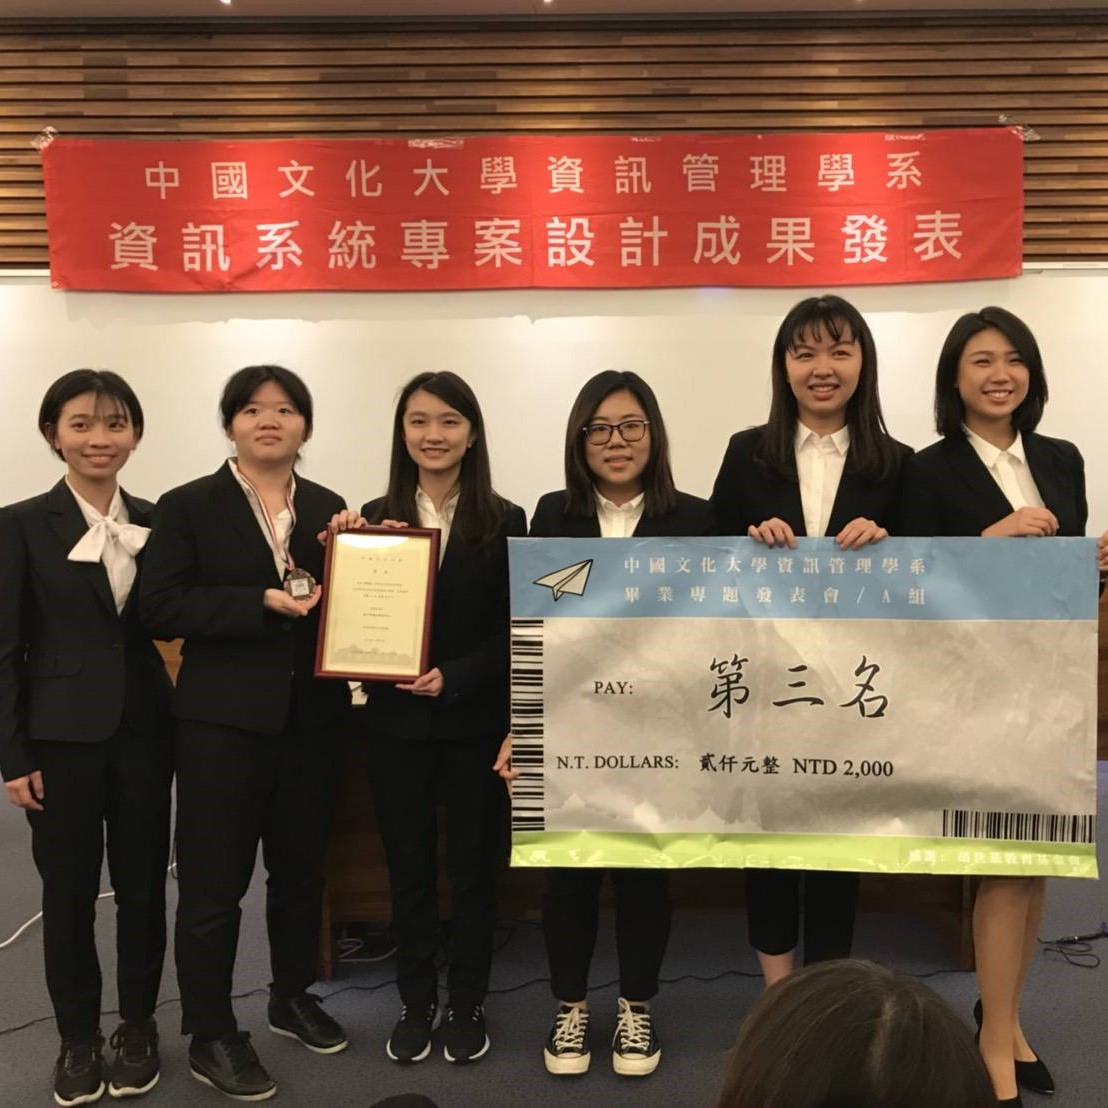 中國文化大學資訊管理學系
資訊系統專案設計成果發表
中國文化大學資訊管理學系
畢業專題發表會/A組
PAY: 第三名
N.T. DOLLARS: 貳仟元整 NTD 2,000